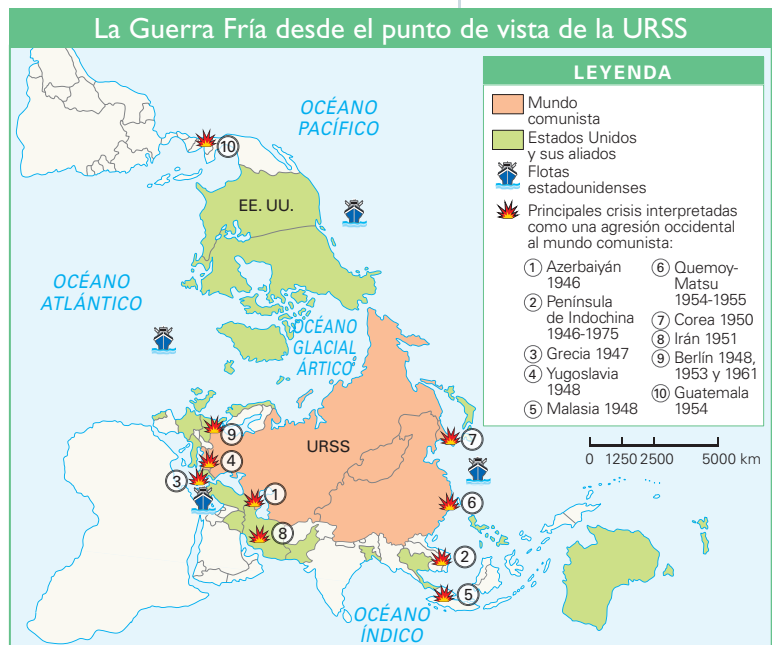 La Guerra Fría desde el punto de vista de la URSS
LEYENDA
Mundo
comunista
Estados Unidos
y sus aliados
Flotas
estadounidenses
Principales crisis interpretadas
como una agresión occidental
al mundo comunista:
1 Azerbaiyán
1946
2 Península
de Indochina
1946-1975
3 Grecia 1947
4 Yugoslavia
1948
5 Malasia 1948
6 Quemoy-
Matsu
1954-1955
7 Corea 1950
8 Irán 1951
9 Berlín 1948,
1953 y 1961
10 Guatemala
1954
0 1250 2500 5000 km
OCÉANO
PACÍFICO
10
EE. UU.
OCÉANO
ATLÁNTICO
OCÉANO
GLACIAL
ÁRTICO
URSS
9
4
3
1
8
7
6
2
5
OCÉANO
ÍNDICO